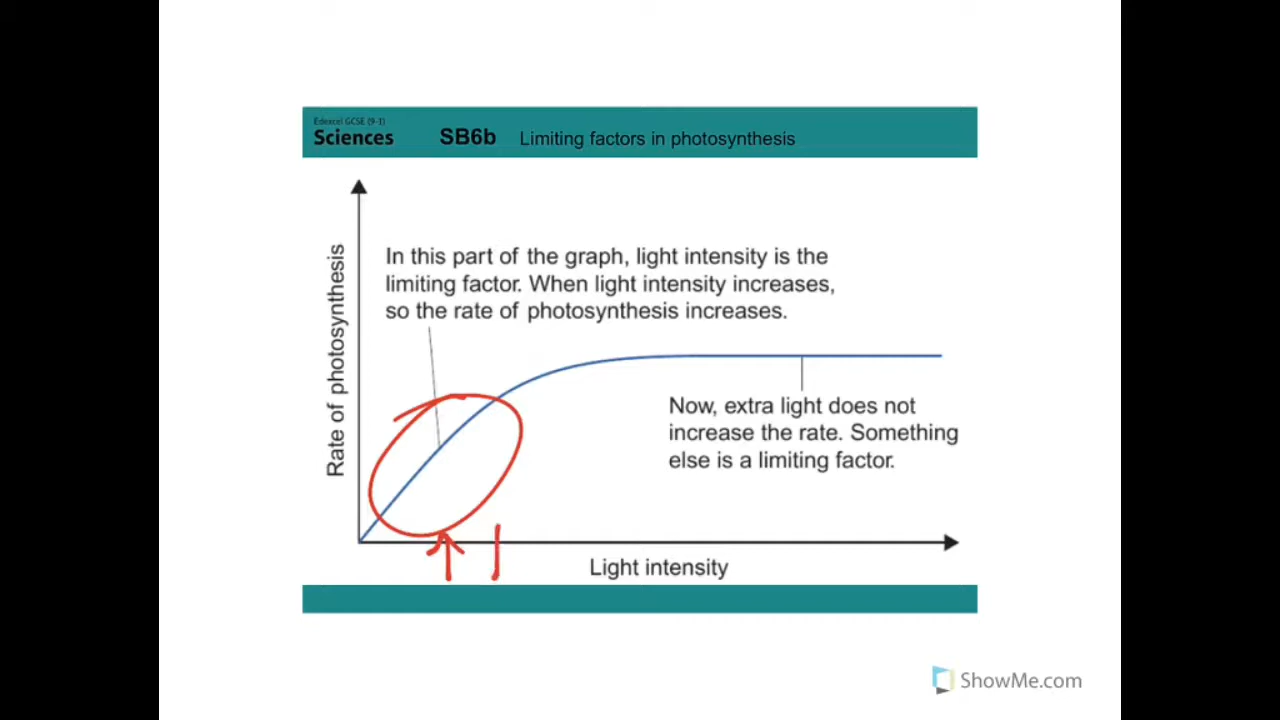 Edexcel GCSE (9-1)
Sciences
SB6b Limiting factors in photosynthesis
Rate of photosynthesis
In this part of the graph, light intensity is the
limiting factor. When light intensity increases,
so the rate of photosynthesis increases.
Now, extra light does not
increase the rate. Something
else is a limiting factor.
Light intensity
ShowMe.com